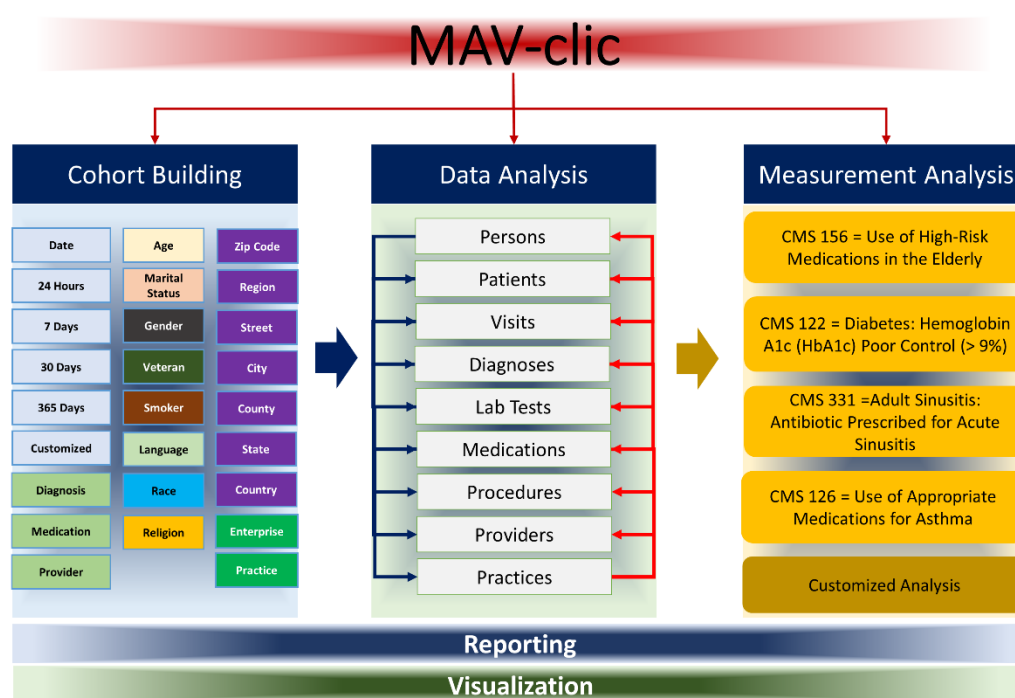 MAV-clic
Cohort Building
Date
Age
Zip Code
24 Hours
Marital
Status
Region
7 Days
Gender
Street
30 Days
Veteran
City
365 Days
Smoker
County
Customized
Language
State
Diagnosis
Race
Country
Medication
Religion
Enterprise
Provider
Practice
Data Analysis
Persons
Patients
Visits
Diagnoses
Lab Tests
Medications
Procedures
Providers
Practices
Measurement Analysis
CMS 156 = Use of High-Risk
Medications in the Elderly
CMS 122 = Diabetes: Hemoglobin
A1c (HbA1c) Poor Control (> 9%)
CMS 331 =Adult Sinusitis:
Antibiotic Prescribed for Acute
Sinusitis
CMS 126 = Use of Appropriate
Medications for Asthma
Customized Analysis
Reporting
Visualization